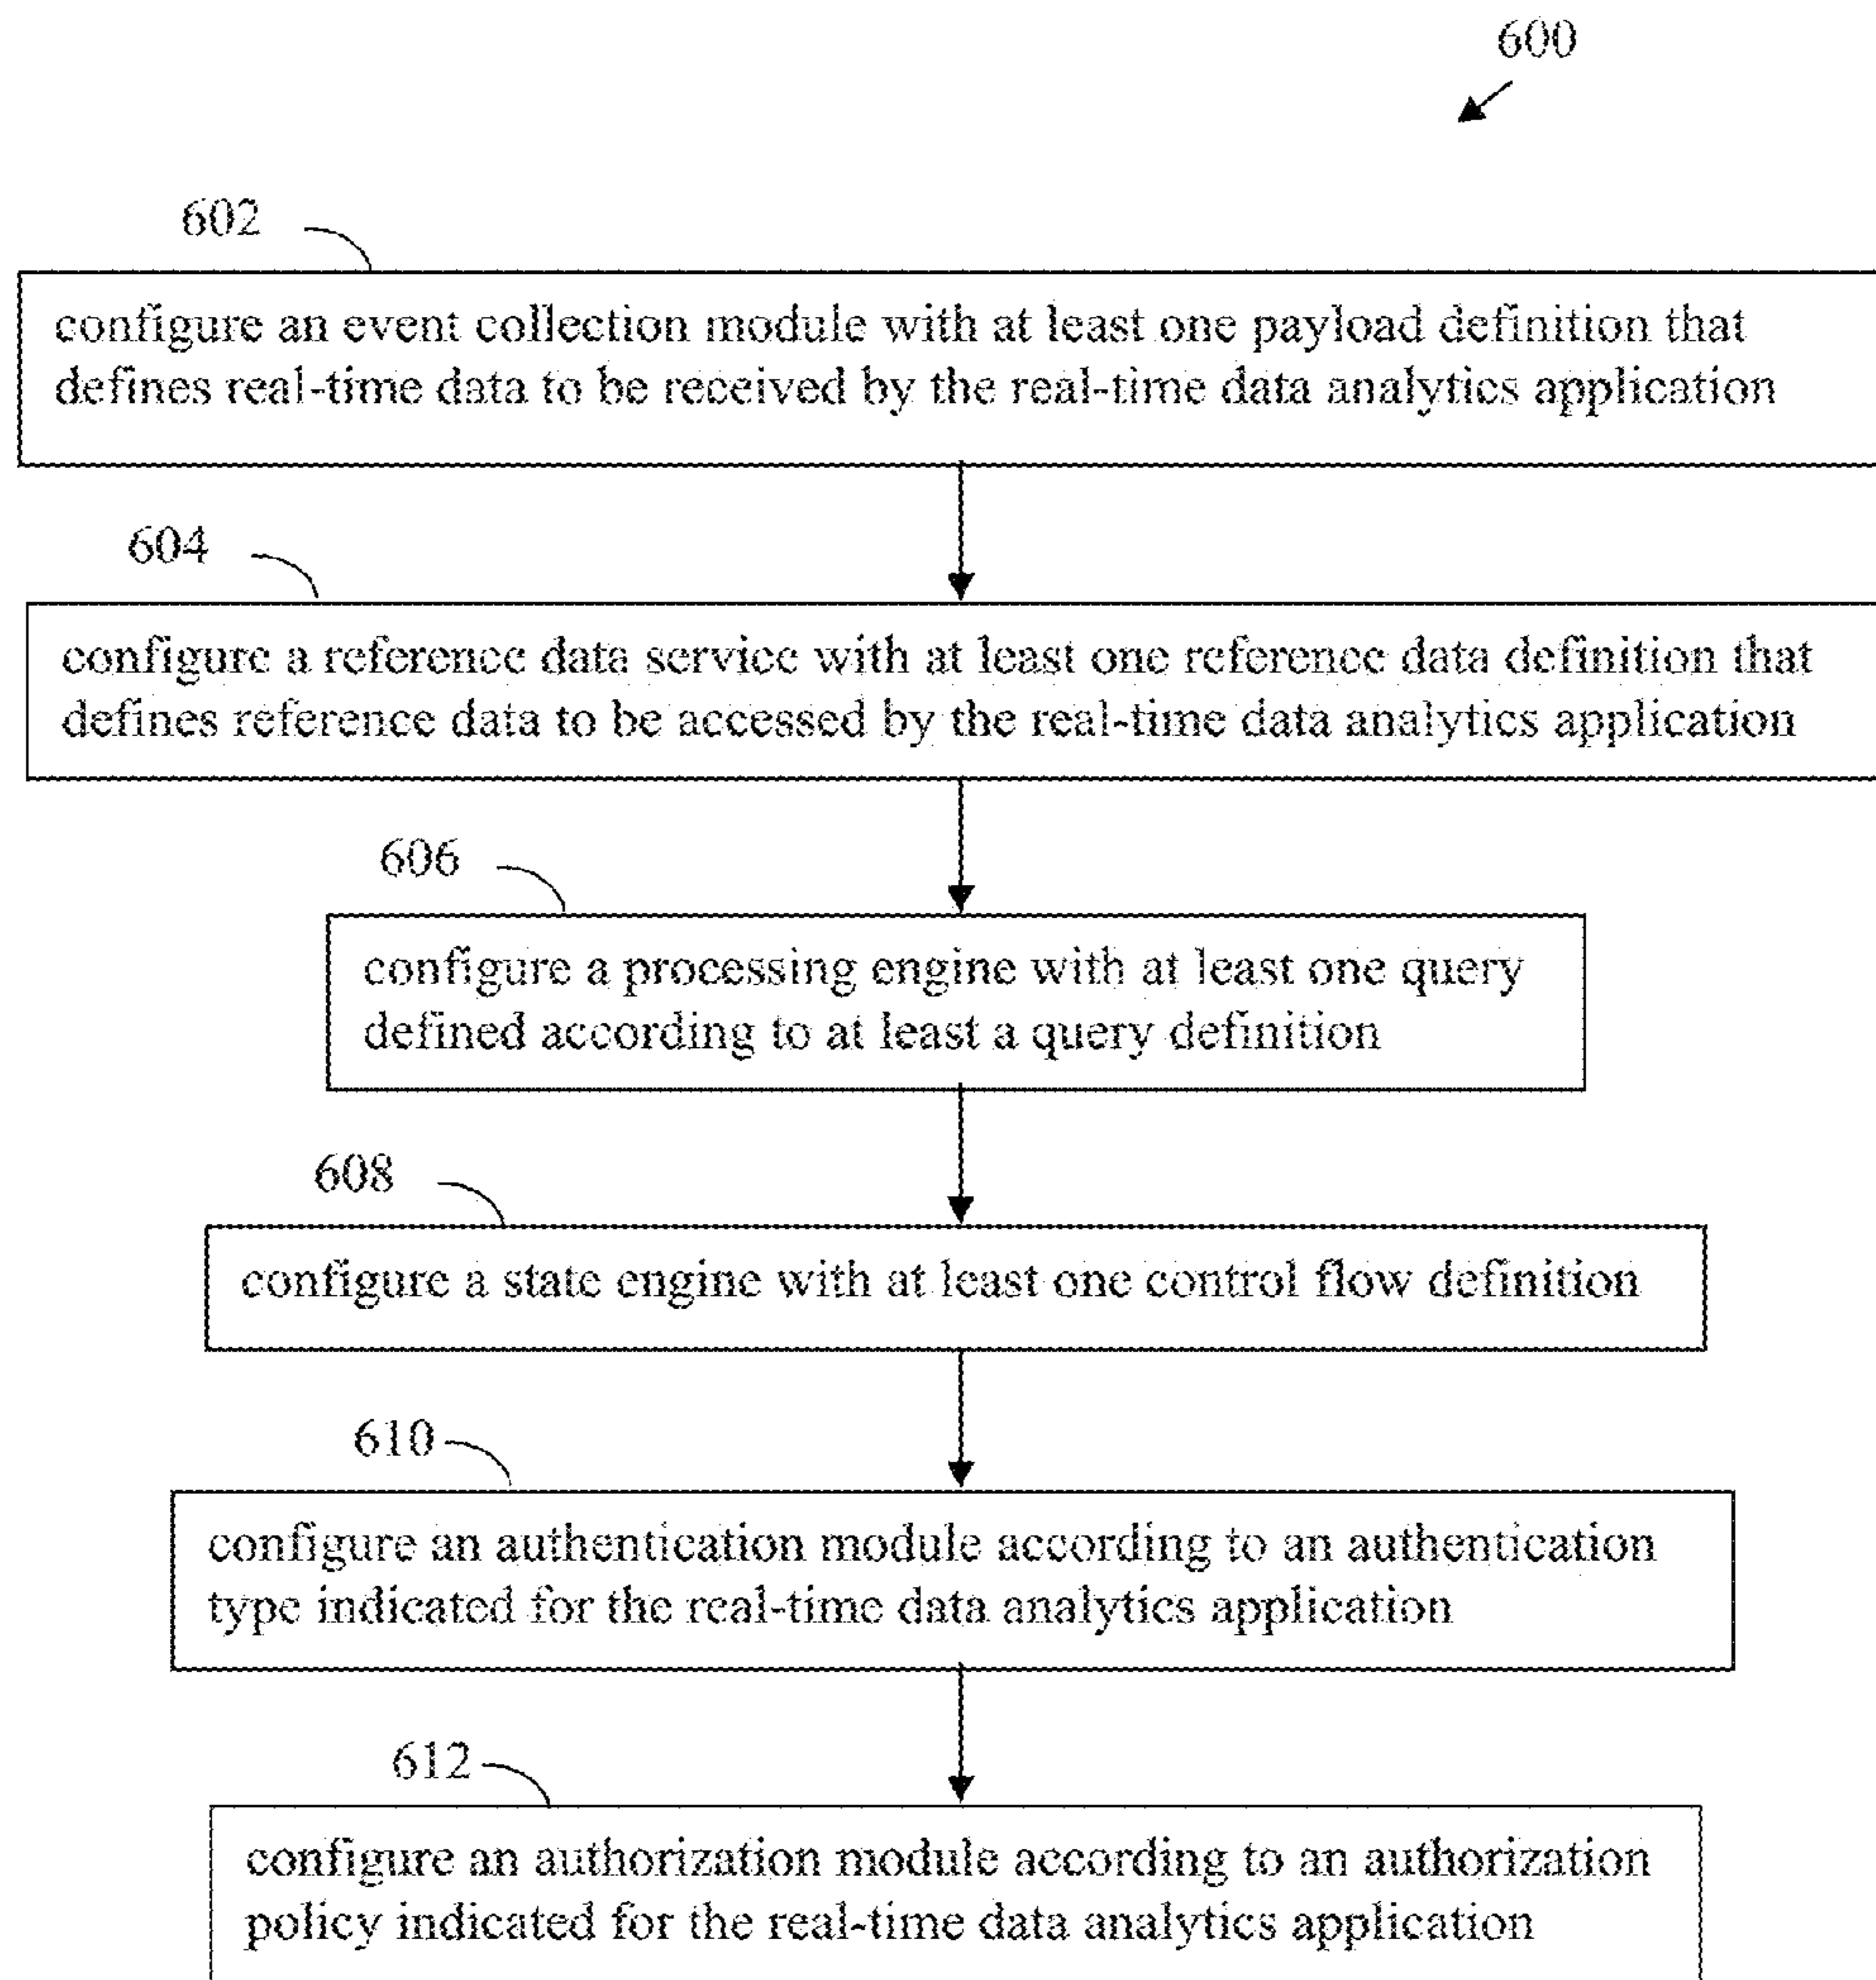 600
602
configure an event collection module with at least one payload definition that
defines real-time data to be received by the real-time data analytics application
604
configure a reference data service with at least one reference data definition that
defines reference data to be accessed by the real-time data analytics application
606
configure a processing engine with at least one query
defined according to at least a query definition
608
configure a state engine with at least one control flow definition
610
configure an authentication module according to an authentication
type indicated for the real-time data analytics application
612
configure an authorization module according to an authorization
policy indicated for the real-time data analytics application